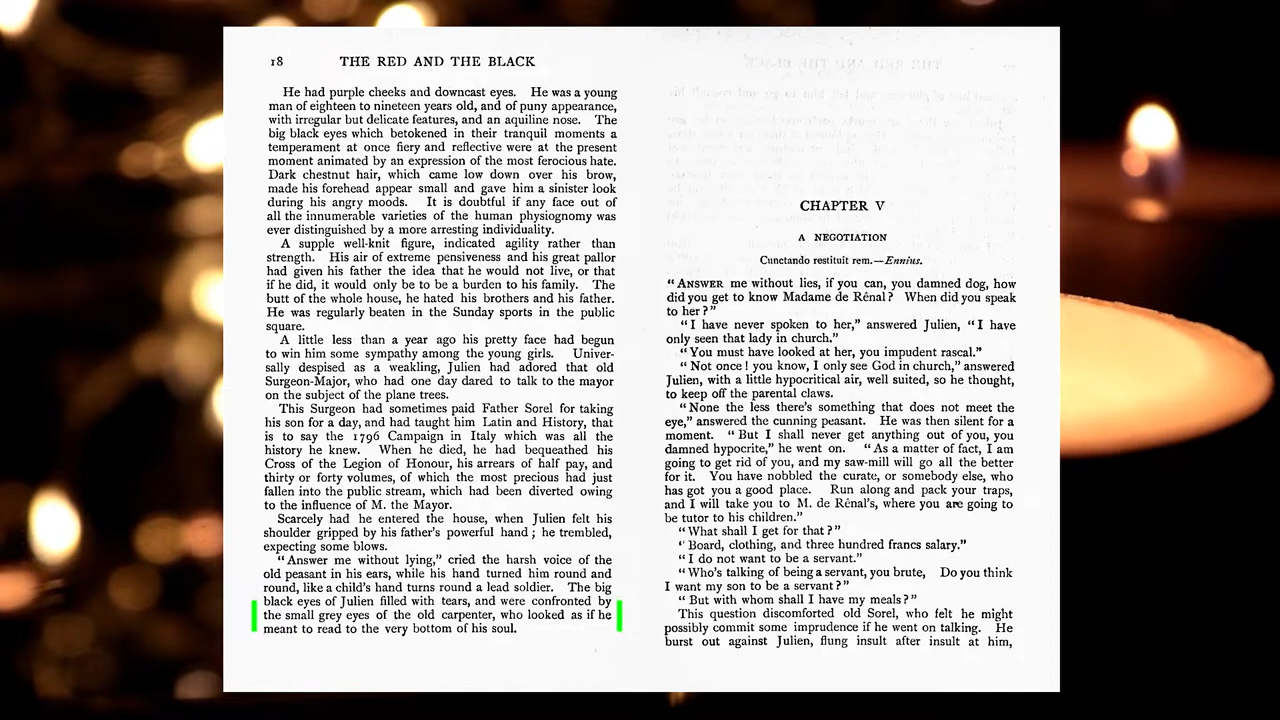 18 THE RED AND THE BLACK
He had purple cheeks and downcast eyes. He was a young
man of eighteen to nineteen years old, and of puny appearance,
with irregular but delicate features, and an aquiline nose. The
big black eyes which betokened in their tranquil moments a
temperament at once fiery and reflective were at the present
moment animated by an expression of the most ferocious hate.
Dark chestnut hair, which came low down over his brow,
made his forehead appear small and gave him a sinister look
during his angry moods. It is doubtful if any face out of
all the innumerable varieties of the human physiognomy was
ever distinguished by a more arresting individuality.
A supple well-knit figure, indicated agility rather than
strength. His air of extreme pensiveness and his great pallor
had given his father the idea that he would not live, or that
if he did, it would only be to be a burden to his family. The
butt of the whole house, he hated his brothers and his father.
He was regularly beaten in the Sunday sports in the public
square.
A little less than a year ago his pretty face had begun
to win him some sympathy among the young girls. Univer-
sally despised as a weakling, Julien had adored that old
Surgeon-Major, who had one day dared to talk to the mayor
on the subject of the plane trees.
This Surgeon had sometimes paid Father Sorel for taking
his son for a day, and had taught him Latin and History, that
is to say the 1796 Campaign in Italy which was all the
history he knew. When he died, he had bequeathed his
Cross of the Legion of Honour, his arrears of half pay, and
thirty or forty volumes, of which the most precious had just
fallen into the public stream, which had been diverted owing
to the influence of M. the Mayor.
Scarcely had he entered the house, when Julien felt his
shoulder gripped by his father's powerful hand ; he trembled,
expecting some blows.
“ Answer me without lying,” cried the harsh voice of the
old peasant in his ears, while his hand turned him round and
round, like a child's hand turns round a lead soldier. The big
black eyes of Julien filled with tears, and were confronted by
the small grey eyes of the old carpenter, who looked as if he
meant to read to the very bottom of his soul.
CHAPTER V
A NEGOTIATION
Cunctando restituit rem.—Ennius.
“ ANSWER me without lies, if you can, you damned dog, how
did you get to know Madame de Rênal ? When did you speak
to her ? ”
“ I have never spoken to her,” answered Julien, “ I have
only seen that lady in church.”
“ You must have looked at her, you impudent rascal.”
“ Not once ! you know, I only see God in church,” answered
Julien, with a little hypocritical air, well suited, so he thought,
to keep off the parental claws.
“ None the less there's something that does not meet the
eye,” answered the cunning peasant. He was then silent for a
moment. “ But I shall never get anything out of you, you
damned hypocrite,” he went on. “ As a matter of fact, I am
going to get rid of you, and my saw-mill will go all the better
for it. You have nobbled the curate, or somebody else, who
has got you a good place. Run along and pack your traps,
and I will take you to M. de Rênal's, where you are going to
be tutor to his children.”
“ What shall I get for that ? ”
‘ Board, clothing, and three hundred francs salary.”
“ I do not want to be a servant.”
“ Who's talking of being a servant, you brute, Do you think
I want my son to be a servant ? ”
“ But with whom shall I have my meals ? ”
This question discomforted old Sorel, who felt he might
possibly commit some imprudence if he went on talking. He
burst out against Julien, flung insult after insult at him,